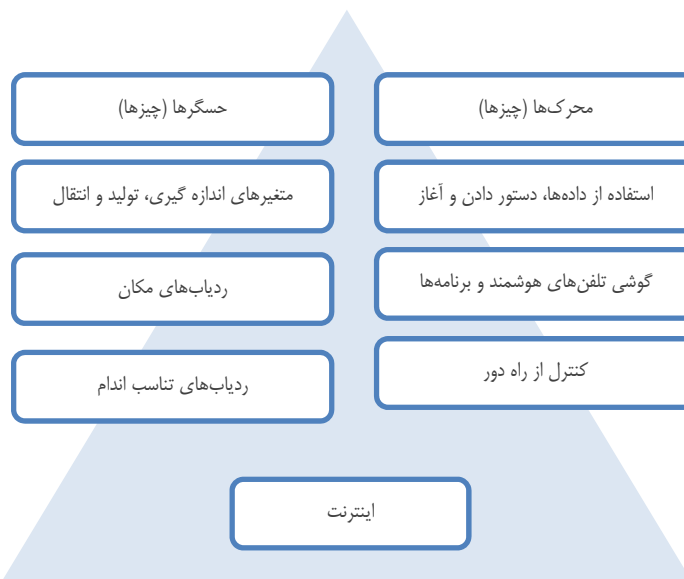 محرک‌ها (چیزها)
حسگرها (چیزها)
استفاده از داده‌ها، دستور دادن و آغاز
متغیرهای اندازه گیری، تولید و انتقال
گوشی تلفن‌های هوشمند و برنامه‌ها
ردیاب‌های مکان
کنترل از راه دور
ردیاب‌های تناسب اندام
اینترنت